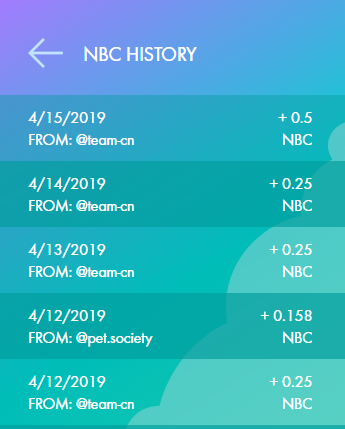 NBC HISTORY
4/15/2019 + 0.5
FROM: @team-cn NBC
4/14/2019 + 0.25
FROM: @team-cn NBC
4/13/2019 + 0.25
FROM: @team-cn NBC
4/12/2019 + 0.158
FROM: @pet.society NBC
4/12/2019 + 0.25
FROM: @team-cn NBC